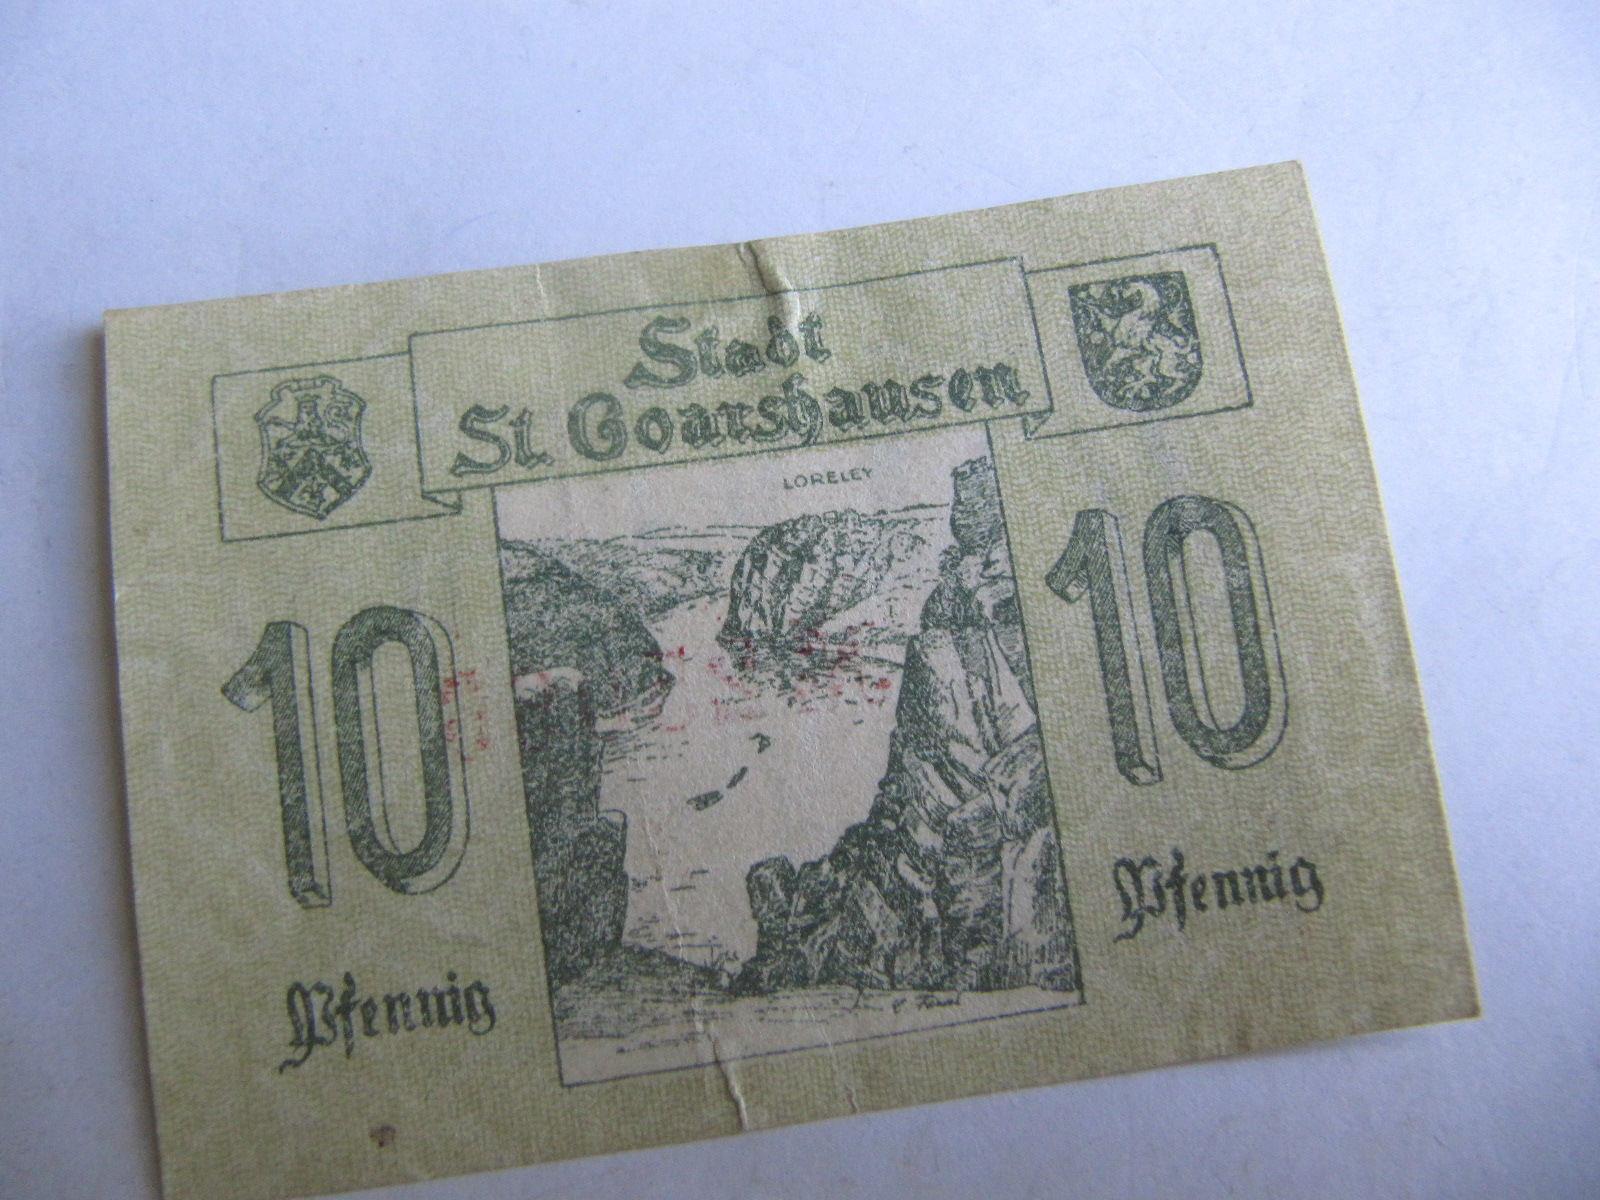 Stadt
St. Goarshausen
LORELEY
10
10
Pfennig
Pfennig